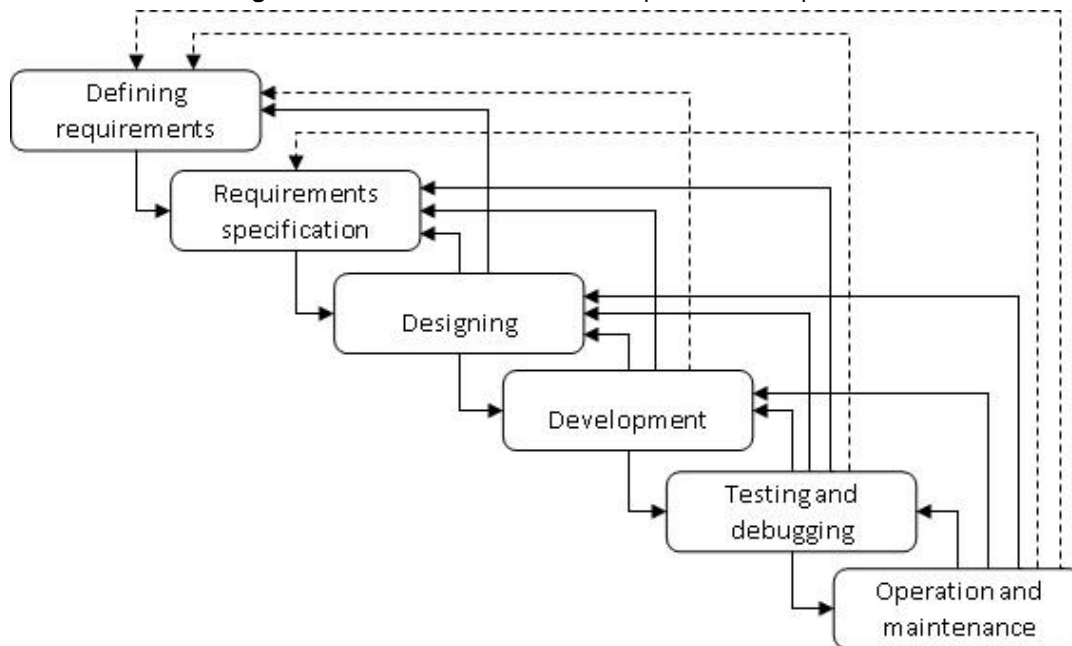 Defining
requirements
Requirements
specification
Designing
Development
Testing and
debugging
Operation and
maintenance